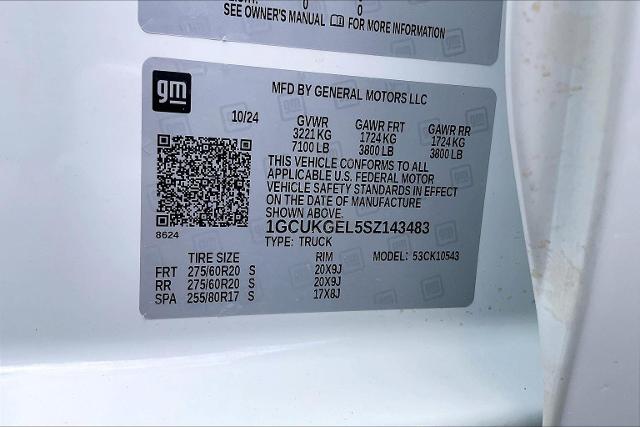 0 0
SEE OWNER'S MANUAL FOR MORE INFORMATION
gm
MFD BY GENERAL MOTORS LLC
10/24 GVWR GAWR FRT GAWR RR
3221 KG 1724 KG 1724 KG
7100 LB 3800 LB 3800 LB
THIS VEHICLE CONFORMS TO ALL
APPLICABLE U.S. FEDERAL MOTOR
VEHICLE SAFETY STANDARDS IN EFFECT
ON THE DATE OF MANUFACTURE
SHOWN ABOVE.
1GCUKGEL5SZ143483
8624
TYPE: TRUCK MODEL: 53CK10543
TIRE SIZE RIM
FRT 275/60R20 S 20X9J
RR 275/60R20 S 20X9J
SPA 255/80R17 S 17X8J